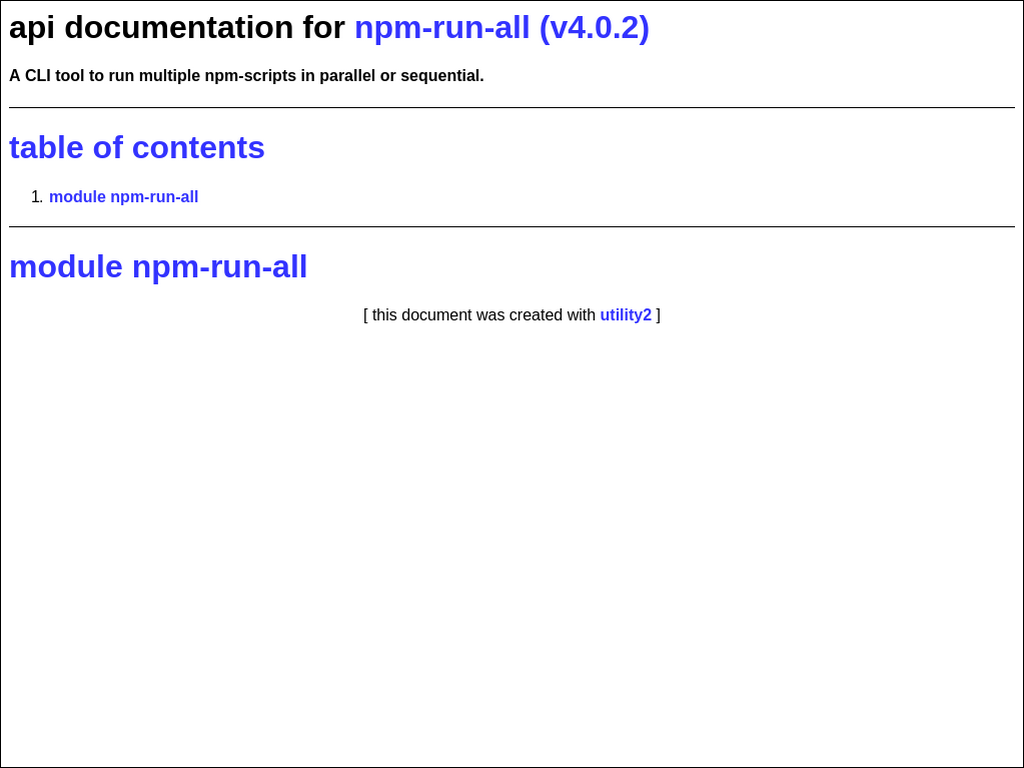 api documentation for npm-run-all (v4.0.2)
A CLI tool to run multiple npm-scripts in parallel or sequential.
table of contents
1. module npm-run-all
module npm-run-all
[ this document was created with utility2 ]